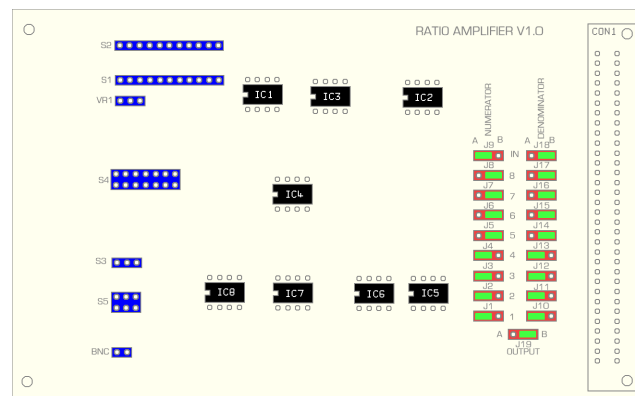 RATIO AMPLIFIER V1.0
CON1
S2
S1
VR1
IC1
IC3
IC2
NUMERATOR
DENOMINATOR
A B A B
J9 IN J18
J8 8 J17
J7 7 J16
J6 6 J15
J5 5 J14
J4 4 J13
J3 3 J12
J2 2 J11
J1 1 J10
A B
J19
OUTPUT
S4
IC4
S3
S5
IC8
IC7
IC6
IC5
BNC